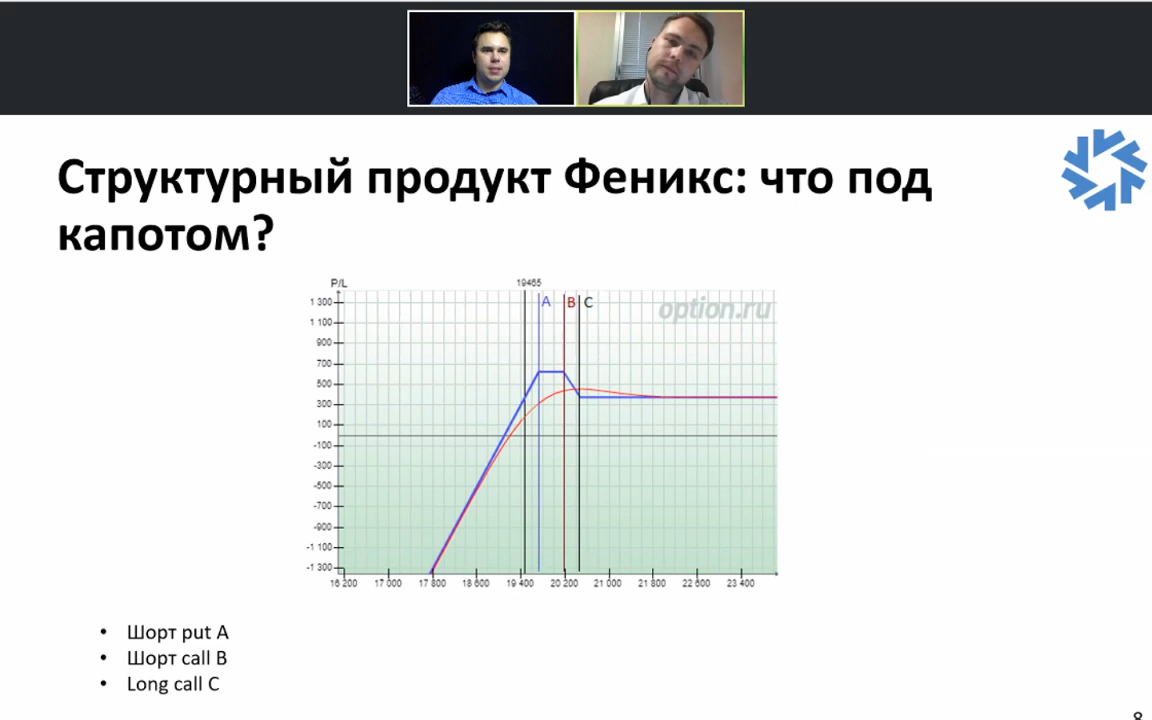 Структурный продукт Феникс: что под
капотом?
P/L
19465
A
B
C
option.ru
1 300
1 100
900
700
500
300
100
-100
-300
-500
-700
-900
-1 100
-1 300
16 200
17 000
17 800
18 600
19 400
20 200
21 000
21 800
22 600
23 400
• Шорт put A
• Шорт call B
• Long call C
8